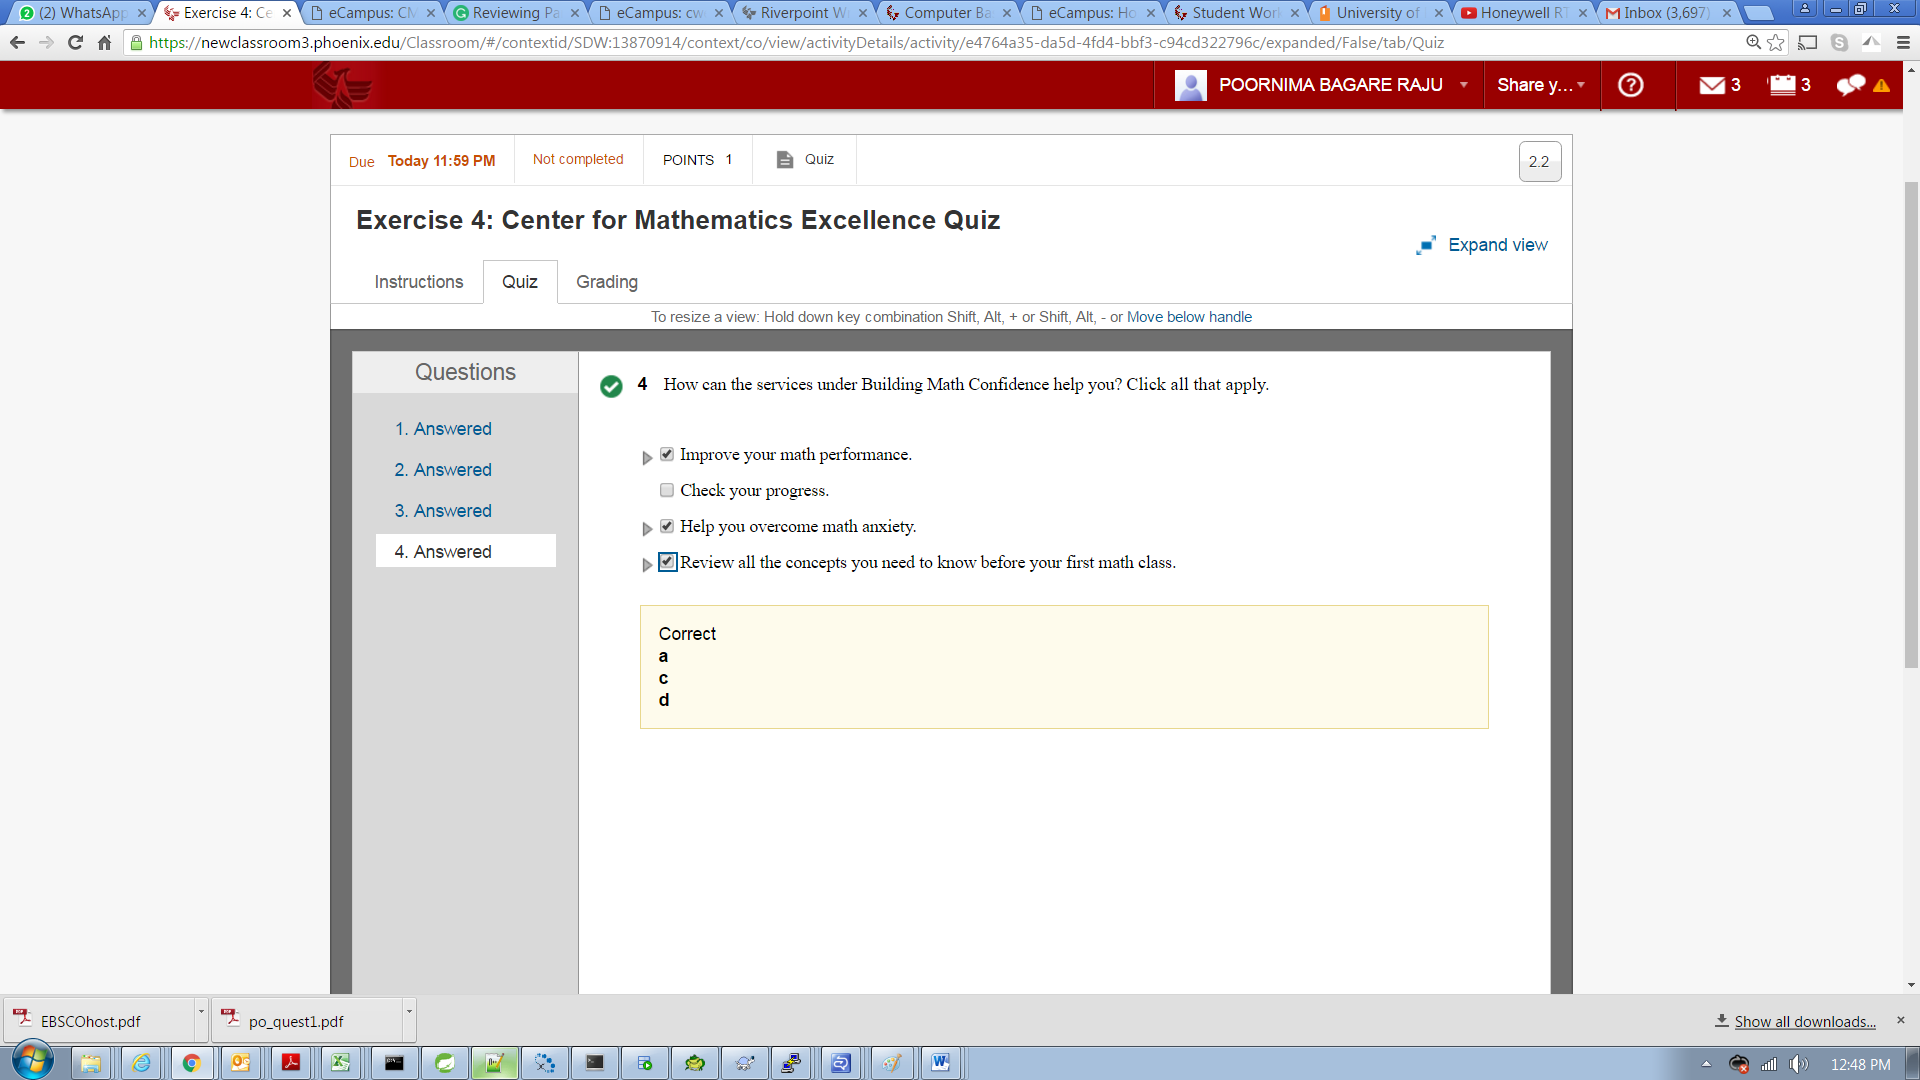 (2) WhatsApp
Exercise 4: Ce
eCampus: CM
Reviewing Pa
eCampus: cw
Riverpoint W
Computer Ba
eCampus: Ho
Student Wor
University of
Honeywell RT
Inbox (3,697)
https://newclassroom3.phoenix.edu/Classroom/#/contextid/SDW:13870914/context/co/view/activityDetails/activity/e4764a35-da5d-4fd4-bbf3-c94cd322796c/expanded/False/tab/Quiz
POORNIMA BAGARE RAJU
Share y...
3
3
Due Today 11:59 PM
Not completed
POINTS 1
Quiz
2.2
Exercise 4: Center for Mathematics Excellence Quiz
Expand view
Instructions
Quiz
Grading
To resize a view: Hold down key combination Shift, Alt, + or Shift, Alt, - or Move below handle
Questions
1. Answered
2. Answered
3. Answered
4. Answered
4 How can the services under Building Math Confidence help you? Click all that apply.
Improve your math performance.
Check your progress.
Help you overcome math anxiety.
Review all the concepts you need to know before your first math class.
Correct
a
c
d
EBSCOhost.pdf
po_quest1.pdf
Show all downloads...
12:48 PM